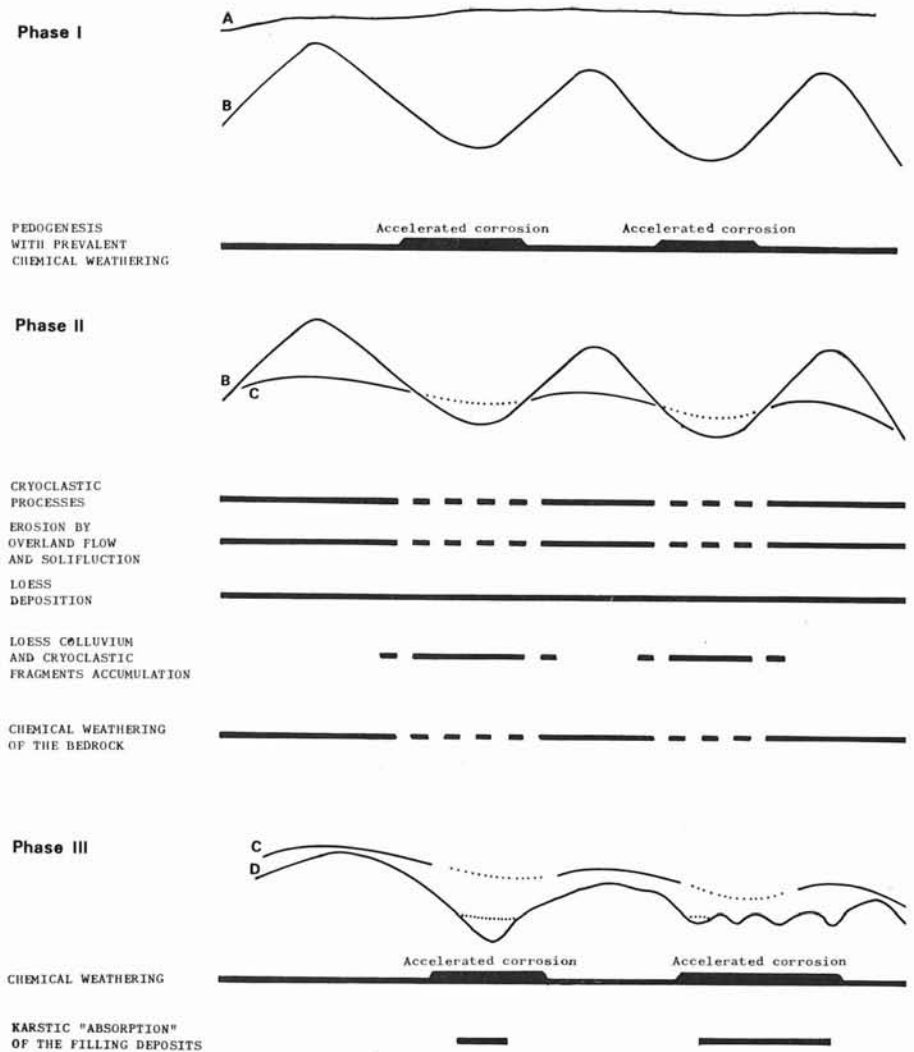 Phase I
A
B
PEDOGENESIS
WITH PREVALENT
CHEMICAL WEATHERING
Accelerated corrosion
Accelerated corrosion
Phase II
B
C
CRYOCLASTIC
PROCESSES
EROSION BY
OVERLAND FLOW
AND SOLIFLUCTION
LOESS
DEPOSITION
LOESS COLLUVIUM
AND CRYOCLASTIC
FRAGMENTS ACCUMULATION
CHEMICAL WEATHERING
OF THE BEDROCK
Phase III
C
D
Accelerated corrosion
Accelerated corrosion
CHEMICAL WEATHERING
KARSTIC "ABSORPTION"
OF THE FILLING DEPOSITS